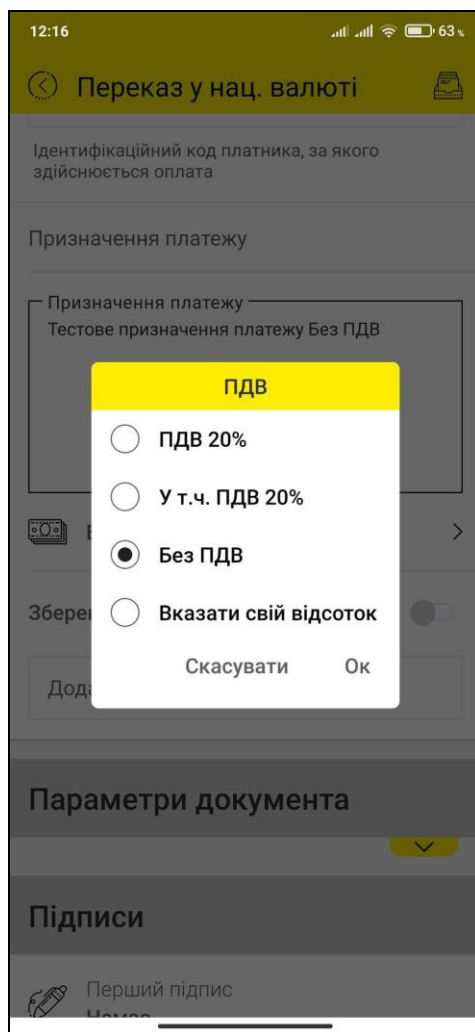 12:16
63 %
Переказ у нац. валюті
Ідентифікаційний код платника, за якого
здійснюється оплата
Призначення платежу
Призначення платежу
Тестове призначення платежу Без ПДВ
ПДВ
ПДВ 20%
У т.ч. ПДВ 20%
Без ПДВ
Вказати свій відсоток
Скасувати Ок
Параметри документа
Підписи
Перший підпис